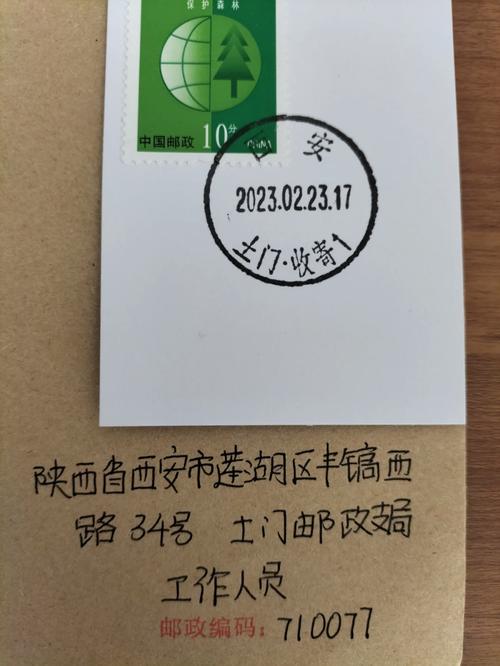 保护森林
中国邮政 10分 CHINA
西安
2023.02.23.17
土门·收寄1
陕西省西安市莲湖区丰镐西
路34号 土门邮政支局
工作人员
邮政编码：710077